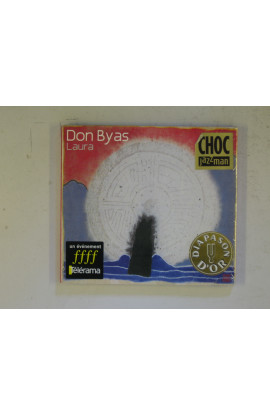 Don Byas
Laura
CHOC
jazzman
un événement
ffff
Télérama
DIAPASON
D'OR